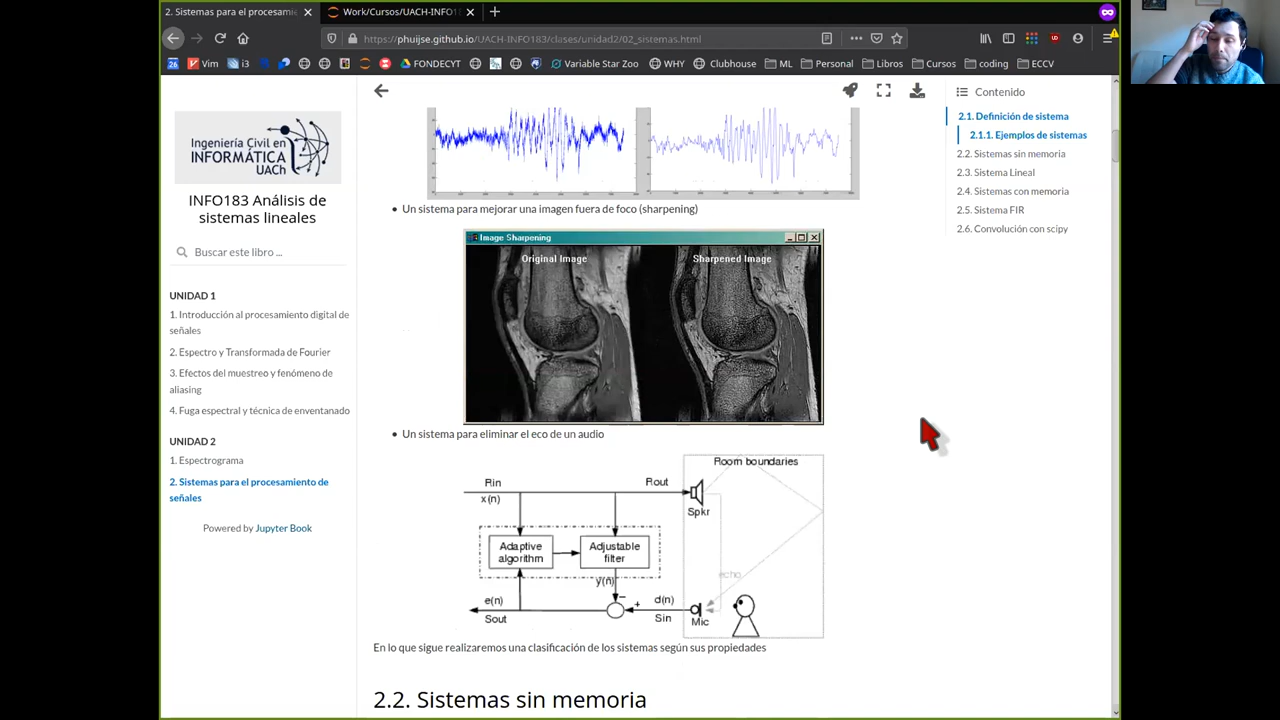 2. Sistemas para el procesami
Work/Cursos/UACH-INFO1
https://phuijse.github.io/UACH-INFO183/clases/unidad2/02_sistemas.html
26
Vim
i3
FONDECYT
Variable Star Zoo
WHY
Clubhouse
ML
Personal
Libros
Cursos
coding
ECCV
Ingeniería Civil en
INFORMÁTICA
UACh
INFO183 Análisis de
sistemas lineales
Buscar este libro ...
UNIDAD 1
1. Introducción al procesamiento digital de
señales
2. Espectro y Transformada de Fourier
3. Efectos del muestreo y fenómeno de
aliasing
4. Fuga espectral y técnica de enventanado
UNIDAD 2
1. Espectrograma
2. Sistemas para el procesamiento de
señales
Powered by Jupyter Book
Un sistema para mejorar una imagen fuera de foco (sharpening)
Image Sharpening
Original Image
Sharpened Image
Un sistema para eliminar el eco de un audio
Room boundaries
Rin
Rout
x(n)
Spkr
Adaptive
algorithm
Adjustable
filter
echo
y(n)
e(n)
d(n)
Sout
Sin
Mic
En lo que sigue realizaremos una clasificación de los sistemas según sus propiedades
2.2. Sistemas sin memoria
Contenido
2.1. Definición de sistema
2.1.1. Ejemplos de sistemas
2.2. Sistemas sin memoria
2.3. Sistema Lineal
2.4. Sistemas con memoria
2.5. Sistema FIR
2.6. Convolución con scipy